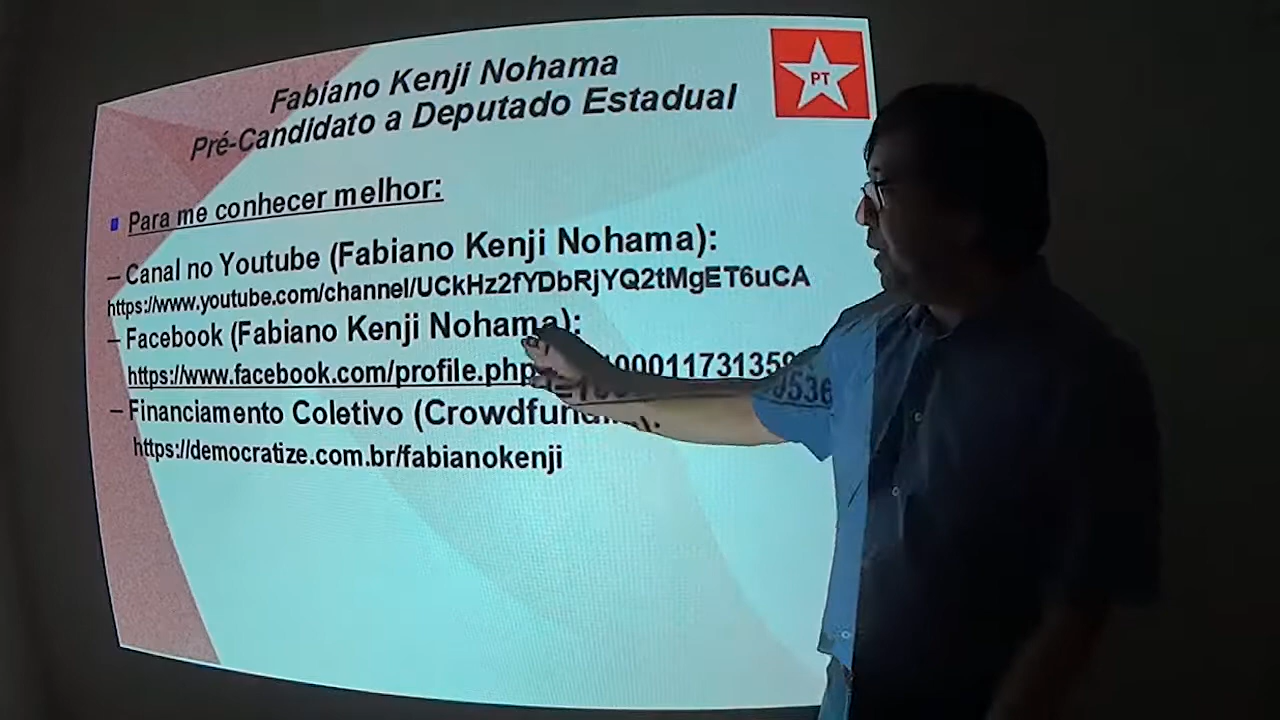 Fabiano Kenji Nohama
Pré-Candidato a Deputado Estadual
PT
Para me conhecer melhor:
– Canal no Youtube (Fabiano Kenji Nohama):
https://www.youtube.com/channel/UCkHz2fYDbRjYQ2tMgET6uCA
– Facebook (Fabiano Kenji Nohama):
https://www.facebook.com/profile.php
– Financiamento Coletivo
https://democratize.com.br/fabianokenji